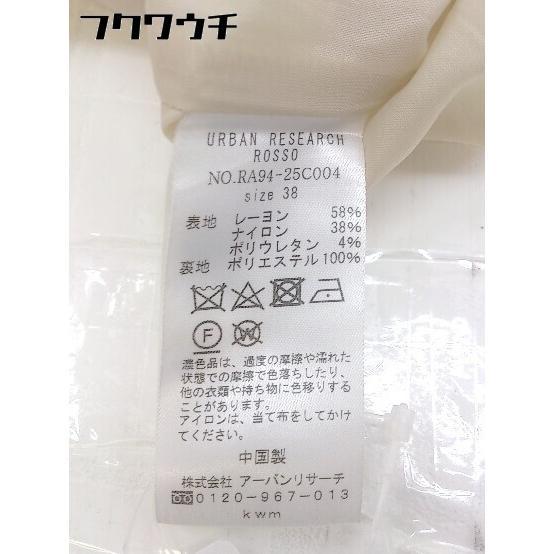 フクワウチ
URBAN RESEARCH
ROSSO
NO.RA94-25C004
size 38
表地 レーヨン 58%
ナイロン 38%
ポリウレタン 4%
裏地 ポリエステル 100%
F W
濃色品は、過度の摩擦や濡れた
状態での摩擦で色落ちしたり、
他の衣類や持ち物に色移りする
ことがあります。
アイロンは、当て布をしてかけ
てください。
中国製
株式会社 アーバンリサーチ
0120-967-013
kwm